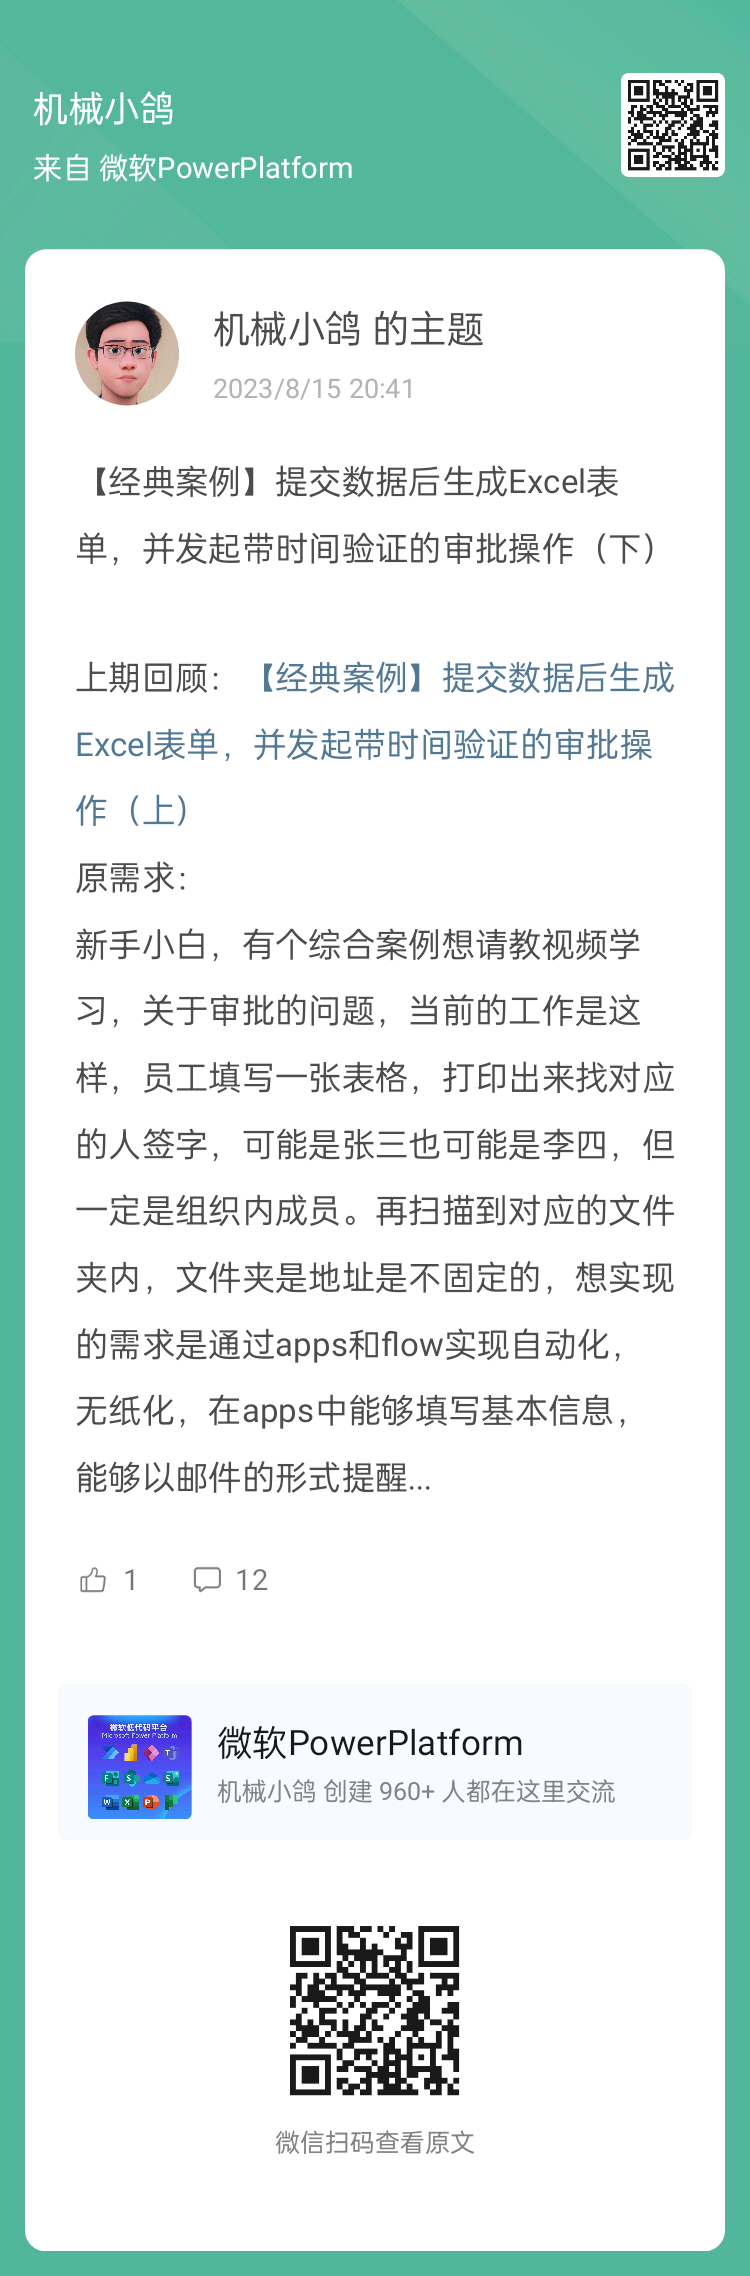 机械小鸽
来自 微软PowerPlatform
机械小鸽 的主题
2023/8/15 20:41
【经典案例】提交数据后生成Excel表
单，并发起带时间验证的审批操作（下）
上期回顾：【经典案例】提交数据后生成
Excel表单，并发起带时间验证的审批操
作（上）
原需求：
新手小白，有个综合案例想请教视频学
习，关于审批的问题，当前的工作是这
样，员工填写一张表格，打印出来找对应
的人签字，可能是张三也可能是李四，但
一定是组织内成员。再扫描到对应的文件
夹内，文件夹是地址是不固定的，想实现
的需求是通过apps和flow实现自动化，
无纸化，在apps中能够填写基本信息，
能够以邮件的形式提醒...
1 12
微软低代码平台
Microsoft Power Platform
微软PowerPlatform
机械小鸽 创建 960+ 人都在这里交流
微信扫码查看原文